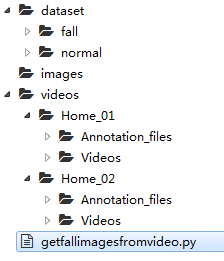 dataset
fall
normal
images
videos
Home_01
Annotation_files
Videos
Home_02
Annotation_files
Videos
getfallimagesfromvideo.py